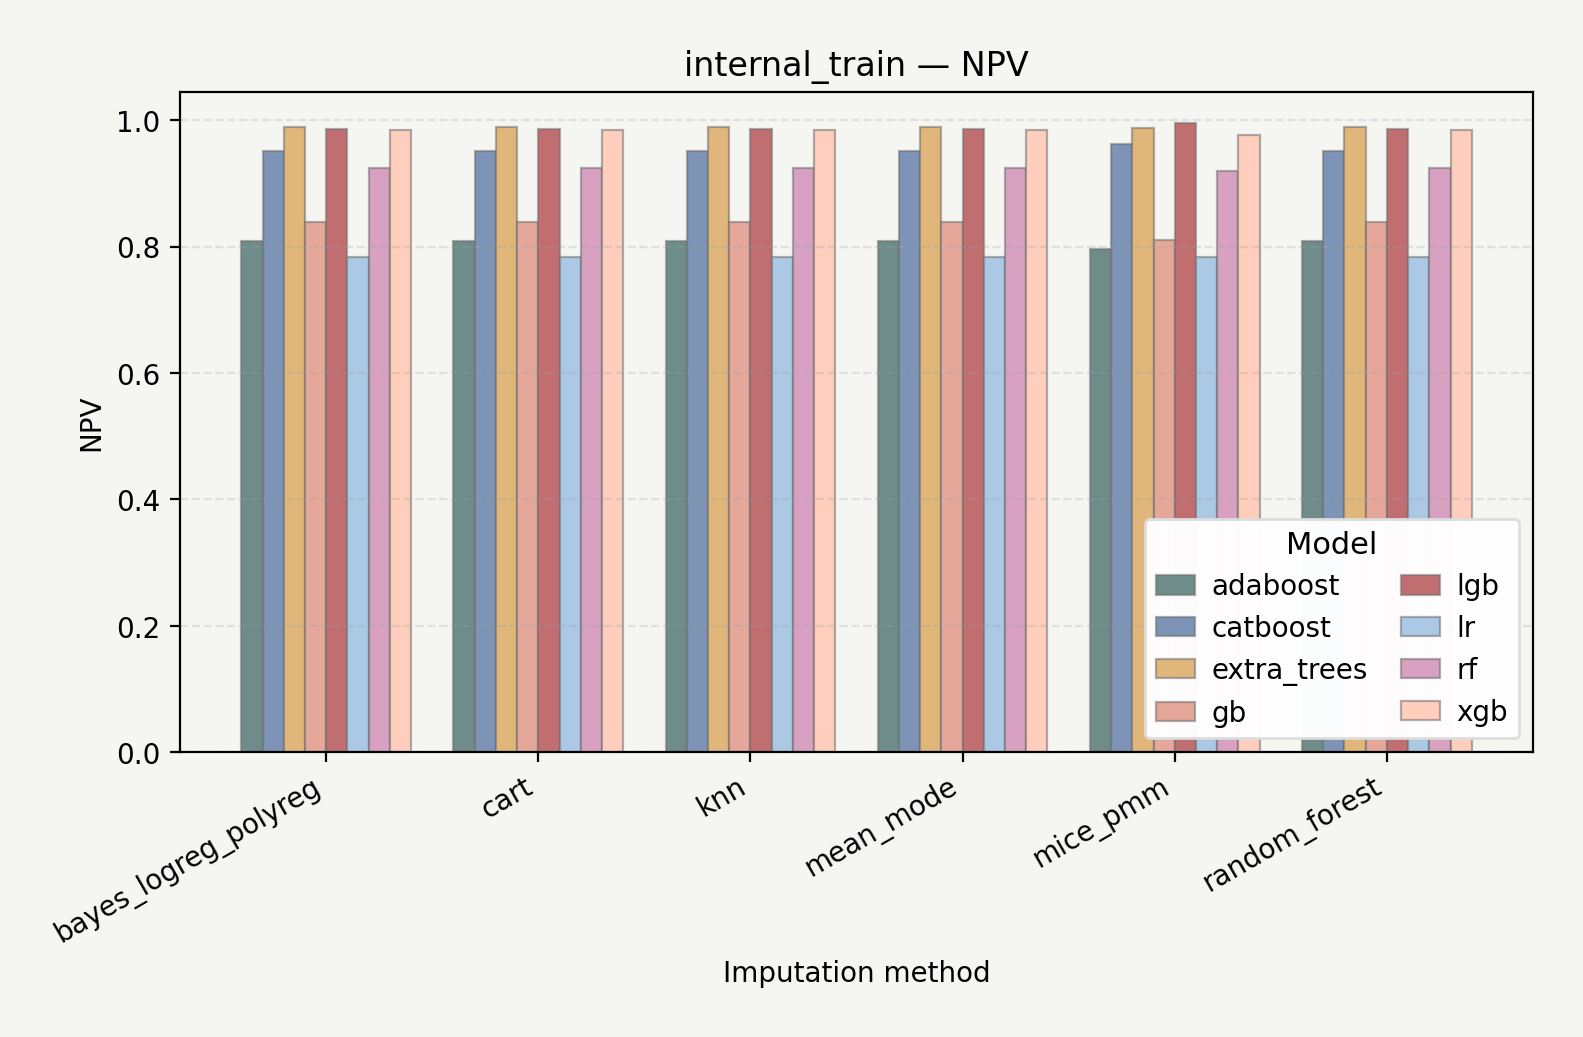 internal_train — NPV
1.0
0.8
0.6
0.4
0.2
0.0
NPV
Model
adaboost
catboost
extra_trees
gb
lgb
lr
rf
xgb
bayes_logreg_polyreg
cart
knn
mean_mode
mice_pmm
random_forest
Imputation method